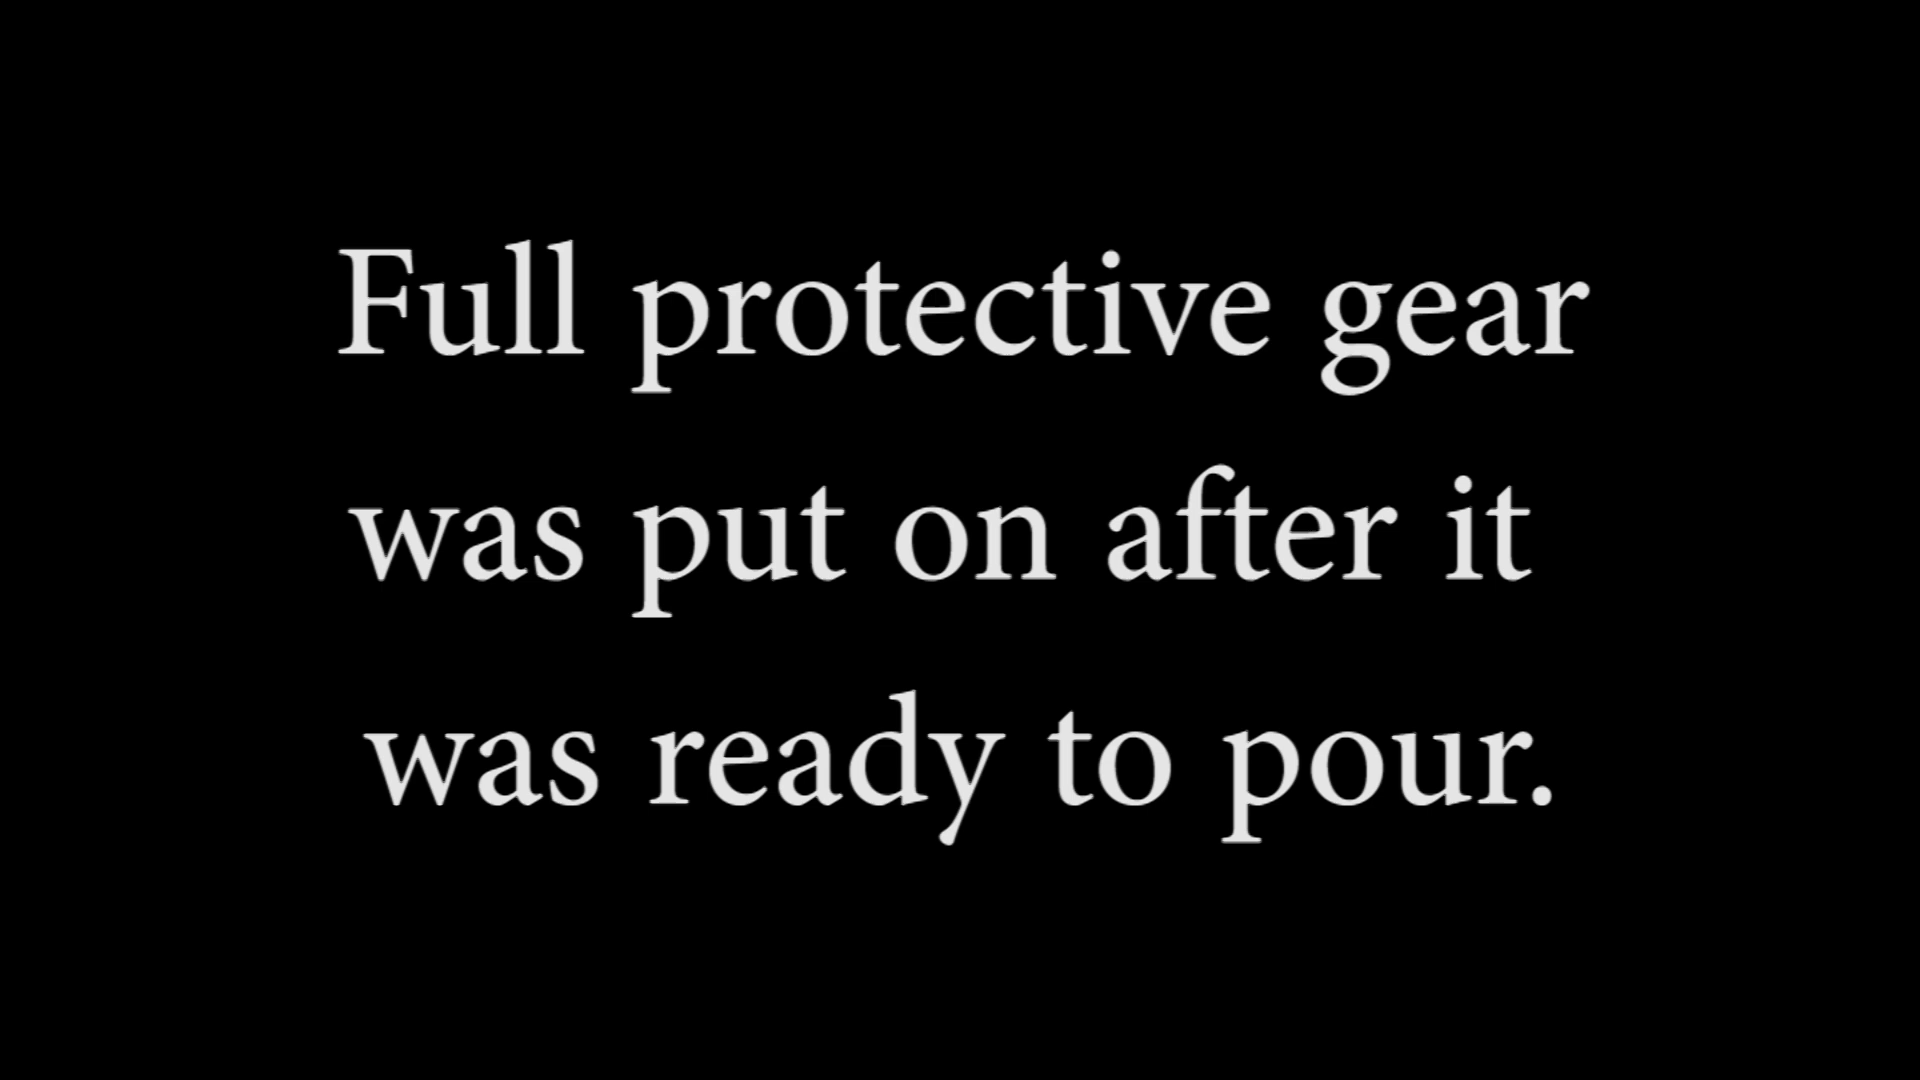 Full protective gear
was put on after it
was ready to pour.